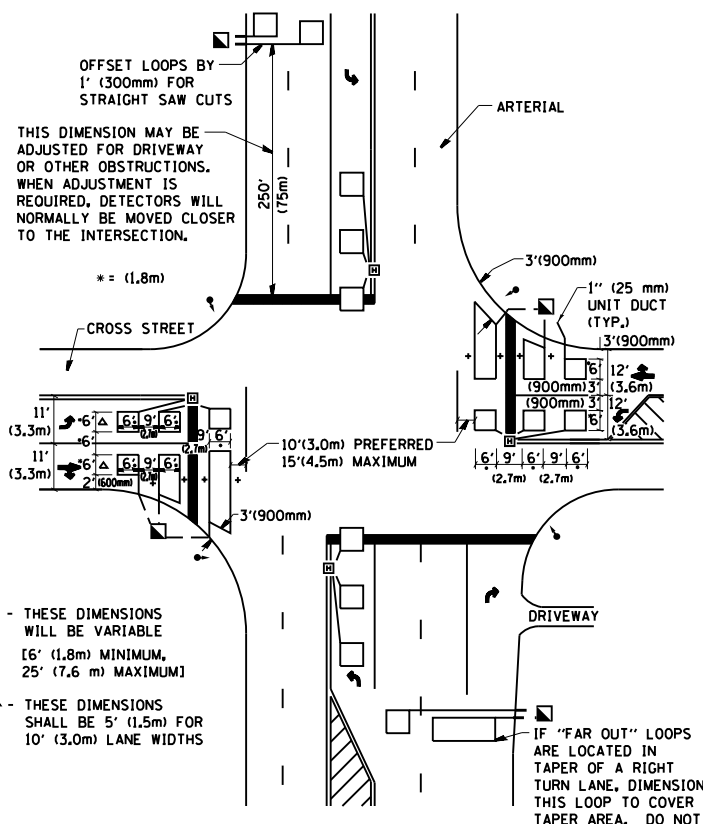 OFFSET LOOPS BY
1' (300mm) FOR
STRAIGHT SAW CUTS
ARTERIAL
THIS DIMENSION MAY BE
ADJUSTED FOR DRIVEWAY
OR OTHER OBSTRUCTIONS.
WHEN ADJUSTMENT IS
REQUIRED, DETECTORS WILL
NORMALLY BE MOVED CLOSER
TO THE INTERSECTION.
250'
(75m)
* = (1.8m)
H
3'(900mm)
1" (25 mm)
UNIT DUCT
(TYP.)
CROSS STREET
3'(900mm)
*6'
12'
(3.6m)
(900mm) 3'
(900mm) 3'
12'
*6'
(3.6m)
H
6' 9' 6' 9' 6'
(2.7m) (2.7m)
H
11'
(3.3m)
*6'
6' 9' 6'
(2.7m)
9' 6'
(2.7m)
*6'
11'
(3.3m)
*6'
6' 9' 6'
(2.7m)
2' (600mm)
10'(3.0m) PREFERRED
15'(4.5m) MAXIMUM
3'(900mm)
H
DRIVEWAY
- THESE DIMENSIONS
WILL BE VARIABLE
[6' (1.8m) MINIMUM,
25' (7.6 m) MAXIMUM]
- THESE DIMENSIONS
SHALL BE 5' (1.5m) FOR
10' (3.0m) LANE WIDTHS
IF "FAR OUT" LOOPS
ARE LOCATED IN
TAPER OF A RIGHT
TURN LANE, DIMENSION
THIS LOOP TO COVER
TAPER AREA. DO NOT